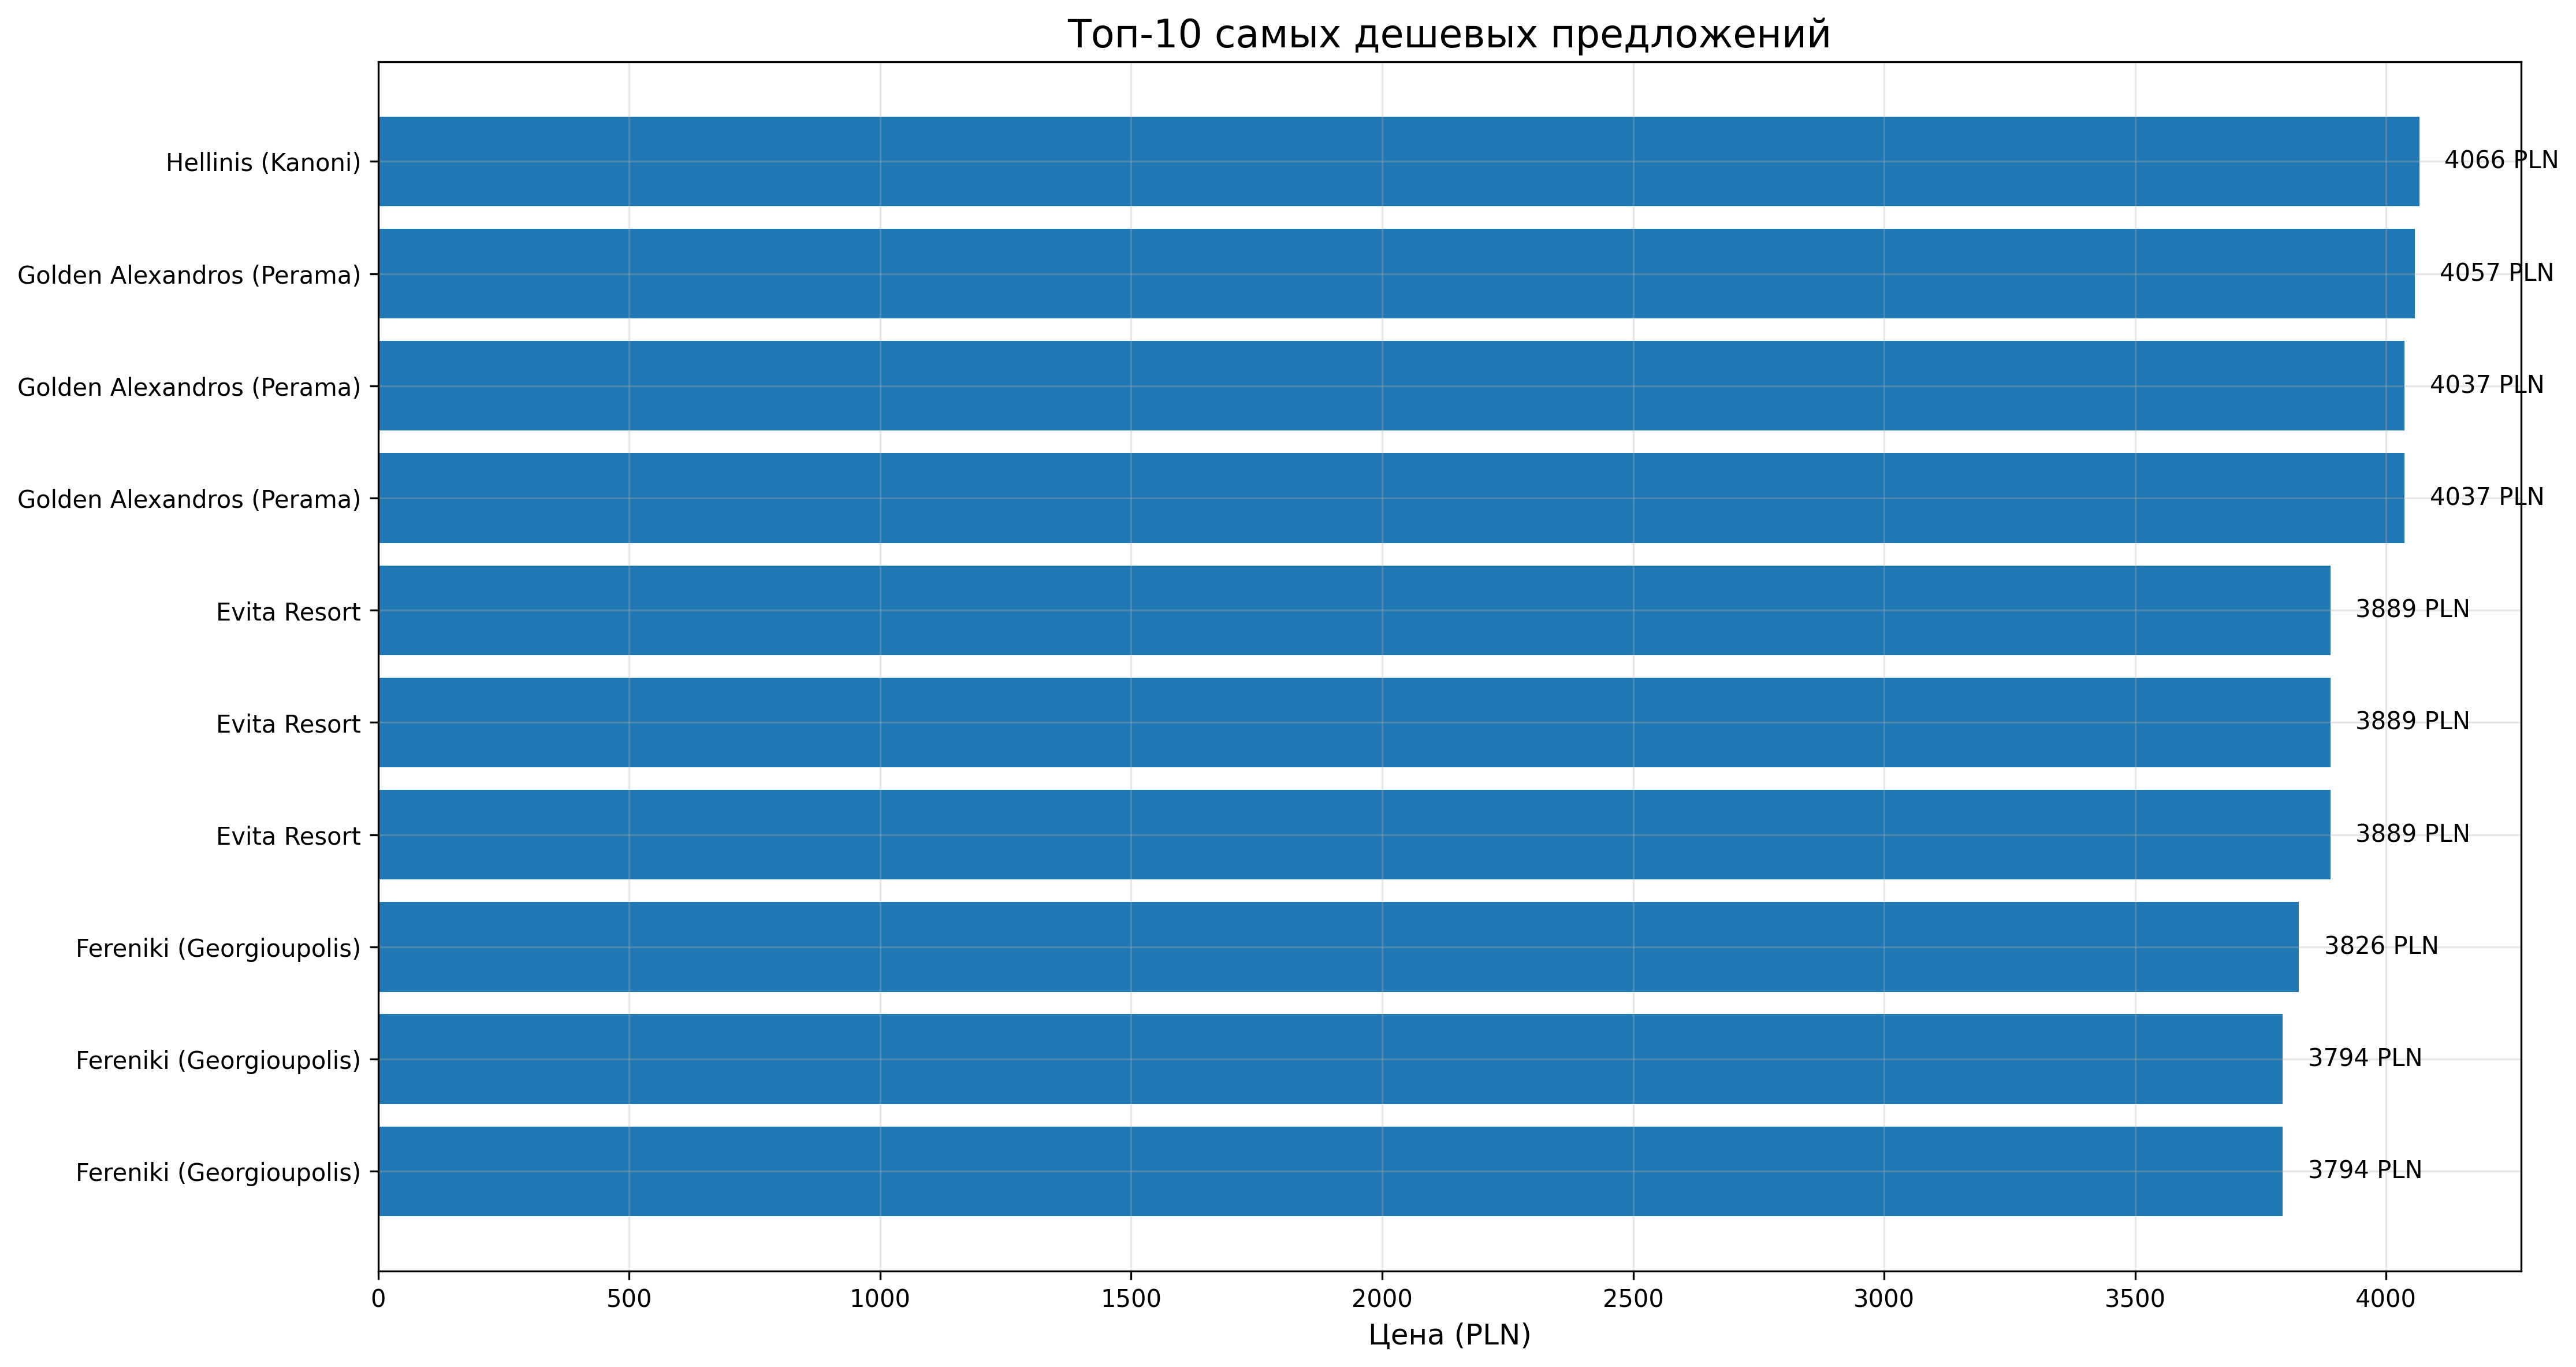 Топ-10 самых дешевых предложений
Hellinis (Kanoni)
4066 PLN
Golden Alexandros (Perama)
4057 PLN
Golden Alexandros (Perama)
4037 PLN
Golden Alexandros (Perama)
4037 PLN
Evita Resort
3889 PLN
Evita Resort
3889 PLN
Evita Resort
3889 PLN
Fereniki (Georgioupolis)
3826 PLN
Fereniki (Georgioupolis)
3794 PLN
Fereniki (Georgioupolis)
3794 PLN
0 500 1000 1500 2000 2500 3000 3500 4000
Цена (PLN)